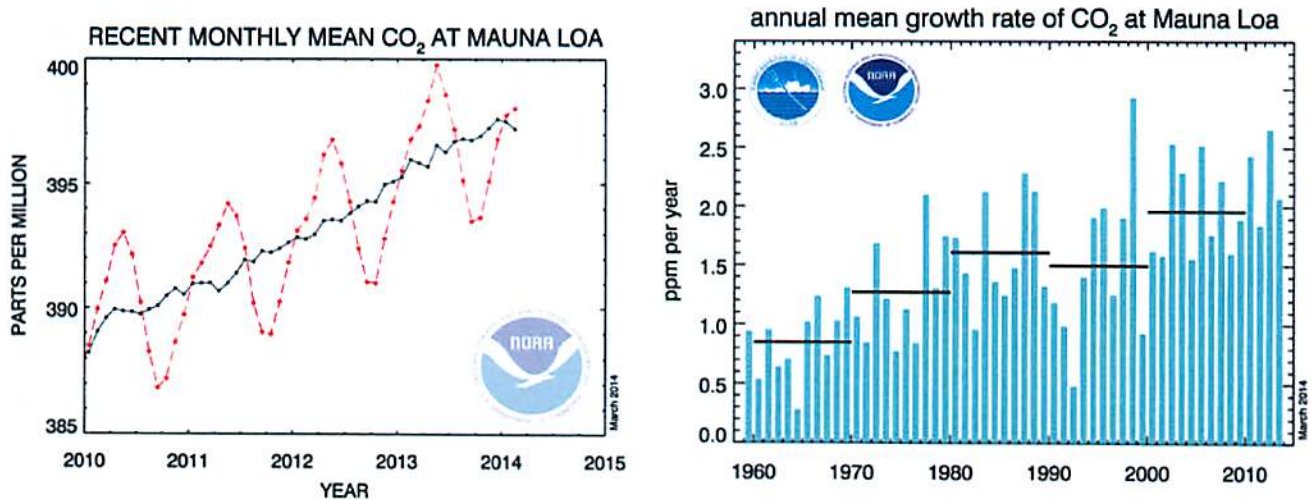 RECENT MONTHLY MEAN CO₂ AT MAUNA LOA
400
395
390
385
PARTS PER MILLION
2010 2011 2012 2013 2014 2015
YEAR
NOAA
March 2014
annual mean growth rate of CO₂ at Mauna Loa
NOAA
3.0
2.5
2.0
1.5
1.0
0.5
0.0
ppm per year
1960 1970 1980 1990 2000 2010
March 2014